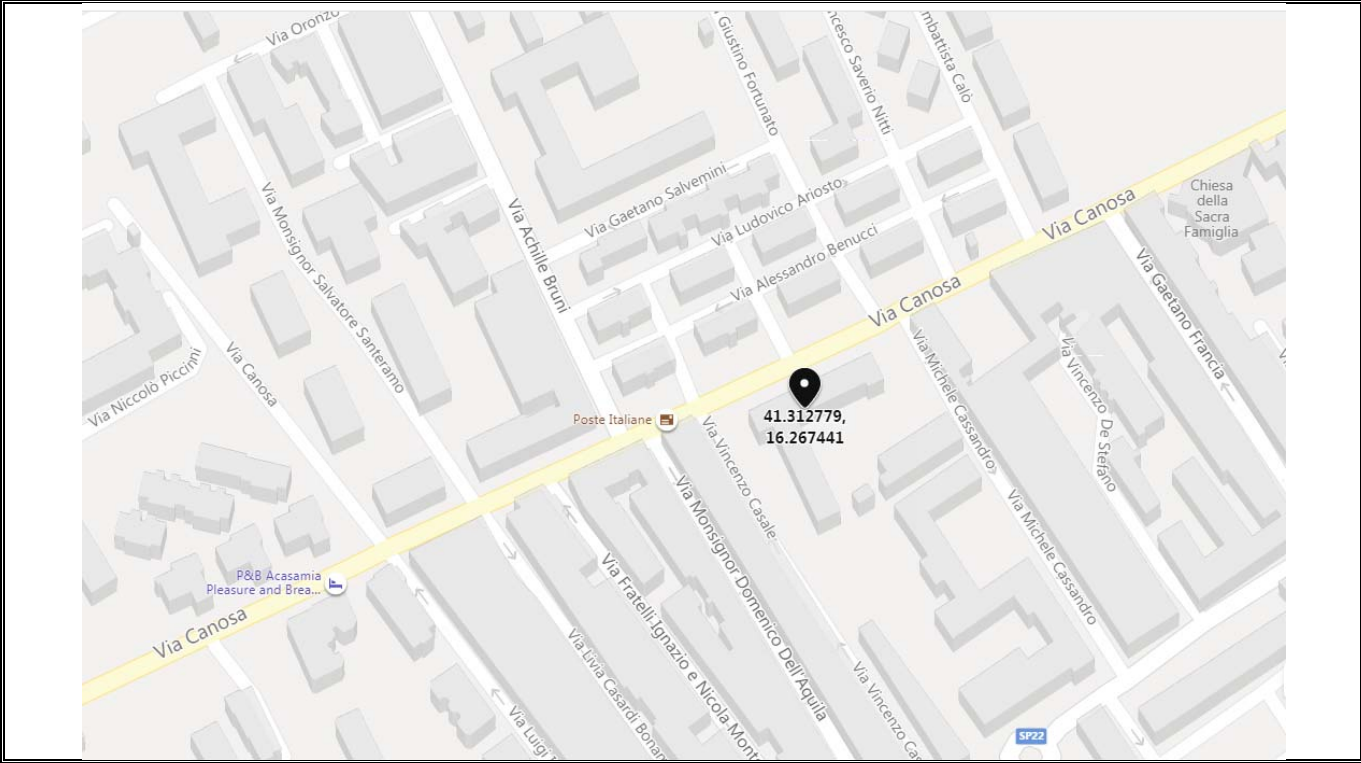 Via Oronzo
Giustino Fortunato
ncesco Saverio Nitti
mbattista Calò
Via Gaetano Salvemini
Via Ludovico Ariosto
Via Alessandro Benucci
Via Achille Bruni
Via Monsignor Salvatore Santeramo
Via Canosa
Chiesa
della
Sacra
Famiglia
Via Canosa
Via Gaetano Francia
Via Canosa
Via Niccolò Piccinni
Via Michele Cassandro
Via Vincenzo De Stefano
41.312779,
16.267441
Poste Italiane
Via Vincenzo Casale
Via Monsignor Domenico Dell'Aquila
Via Michele Cassandro
Via Fratelli Ignazio e Nicola Mont
P&B Acasamia
Pleasure and Brea...
Via Canosa
Via Livia Casardi Bonan
Via Vincenzo Cas
Via Luigi
SP22